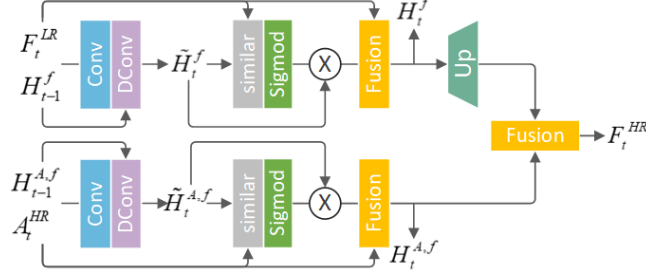 F_t^{LR}
H_{t-1}^f
Conv
DConv
H̃_t^f
similar
Sigmod
X
Fusion
H_t^f
Up
Fusion
F_t^{HR}
H_{t-1}^{A,f}
A_t^{HR}
Conv
DConv
H̃_t^{A,f}
similar
Sigmod
X
Fusion
H_t^{A,f}